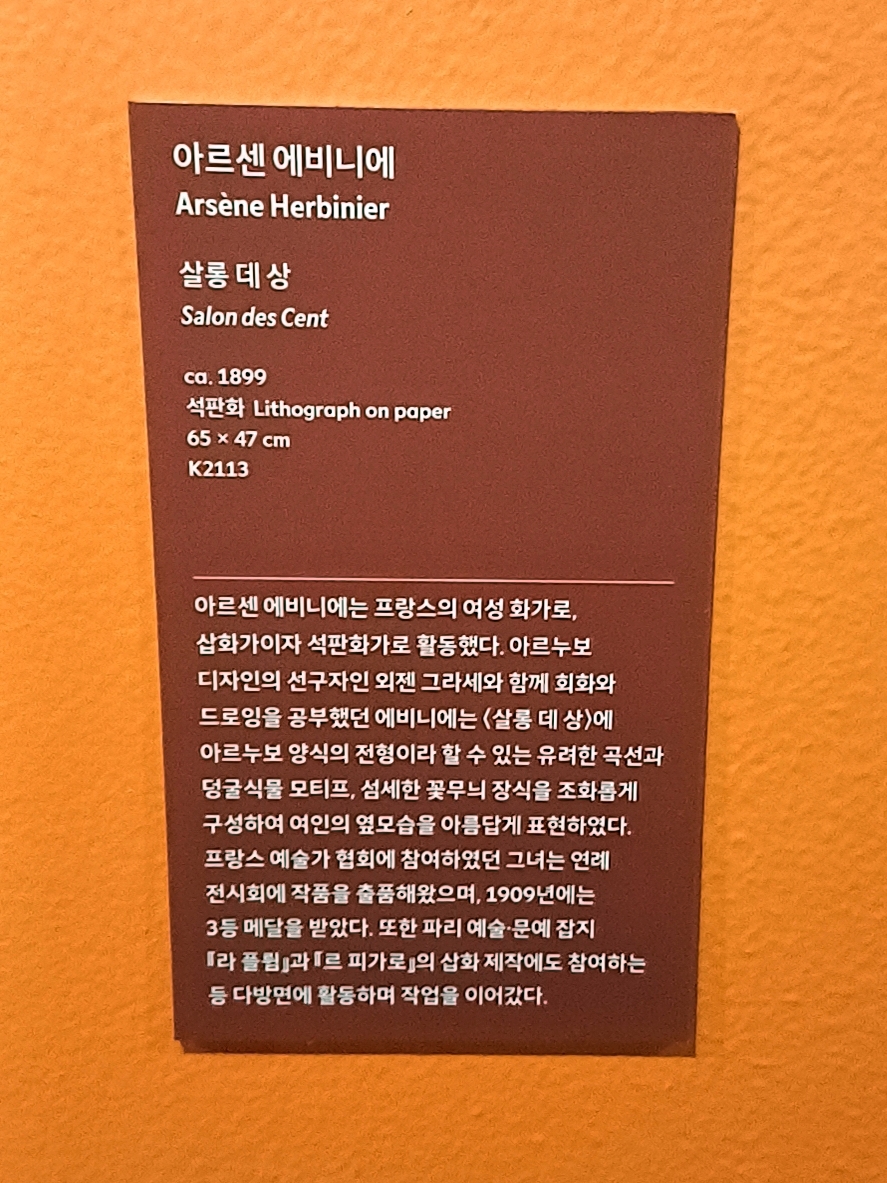 아르센 에비니에
Arsène Herbinier
살롱 데 상
Salon des Cent
ca. 1899
석판화 Lithograph on paper
65 × 47 cm
K2113
아르센 에비니에는 프랑스의 여성 화가로,
삽화가이자 석판화가로 활동했다. 아르누보
디자인의 선구자인 외젠 그라세와 함께 회화와
드로잉을 공부했던 에비니에는 〈살롱 데 상〉에
아르누보 양식의 전형이라 할 수 있는 유려한 곡선과
덩굴식물 모티프, 섬세한 꽃무늬 장식을 조화롭게
구성하여 여인의 옆모습을 아름답게 표현하였다.
프랑스 예술가 협회에 참여하였던 그녀는 연례
전시회에 작품을 출품해왔으며, 1909년에는
3등 메달을 받았다. 또한 파리 예술·문예 잡지
『라 플륌』과 『르 피가로』의 삽화 제작에도 참여하는
등 다방면에 활동하며 작업을 이어갔다.